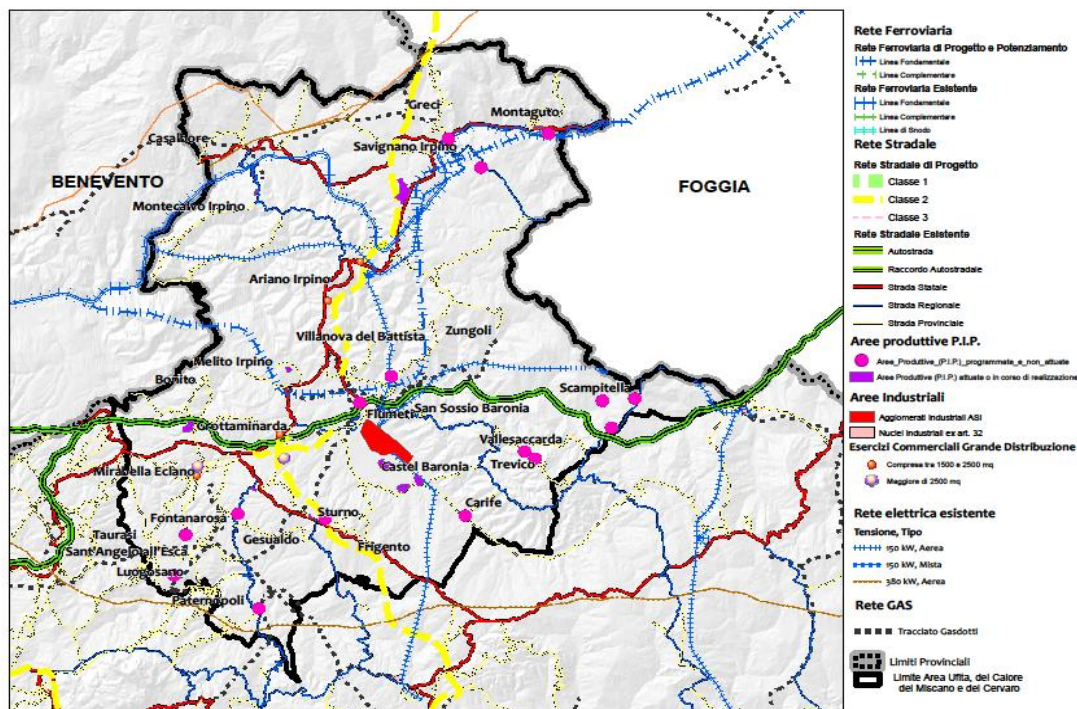 Greci
Montaguto
Casalbore
Savignano Irpino
BENEVENTO
FOGGIA
Montecalvo Irpino
Ariano Irpino
Zungoli
Villanova del Battista
Melito Irpino
Bonito
Scampitella
San Sossio Baronia
Flumeri
Grottaminarda
Vallesaccarda
Mirabella Eclano
Castel Baronia
Trevico
Carife
Fontanarosa
Sturno
Taurasi
Gesualdo
Sant'Angelo all'Esca
Frigento
Luogosano
Paternopoli
Rete Ferroviaria
Rete Ferroviaria di Progetto e Potenziamento
Linea Fondamentale
Linea Complementare
Rete Ferroviaria Esistente
Linea Fondamentale
Linea Complementare
Linea di Snodo
Rete Stradale
Rete Stradale di Progetto
Classe 1
Classe 2
Classe 3
Rete Stradale Esistente
Autostrada
Raccordo Autostradale
Strada Statale
Strada Regionale
Strada Provinciale
Aree produttive P.I.P.
Aree_Produttive_(P.I.P.)_programmate_e_non_attuate
Aree Produttive (P.I.P) attuate o in corso di realizzazione
Aree Industriali
Agglomerati Industriali ASI
Nuclei Industriali ex art. 32
Esercizi Commerciali Grande Distribuzione
Compresa tra 1500 e 2500 mq
Maggiore di 2500 mq
Rete elettrica esistente
Tensione, Tipo
150 kW, Aerea
150 kW, Mista
380 kW, Aerea
Rete GAS
Tracciato Gasdotti
Limiti Provinciali
Limite Area Ufita, del Calore
del Miscano e del Cervaro